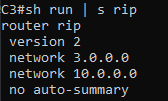 C3#sh run | s rip
router rip
 version 2
 network 3.0.0.0
 network 10.0.0.0
 no auto-summary